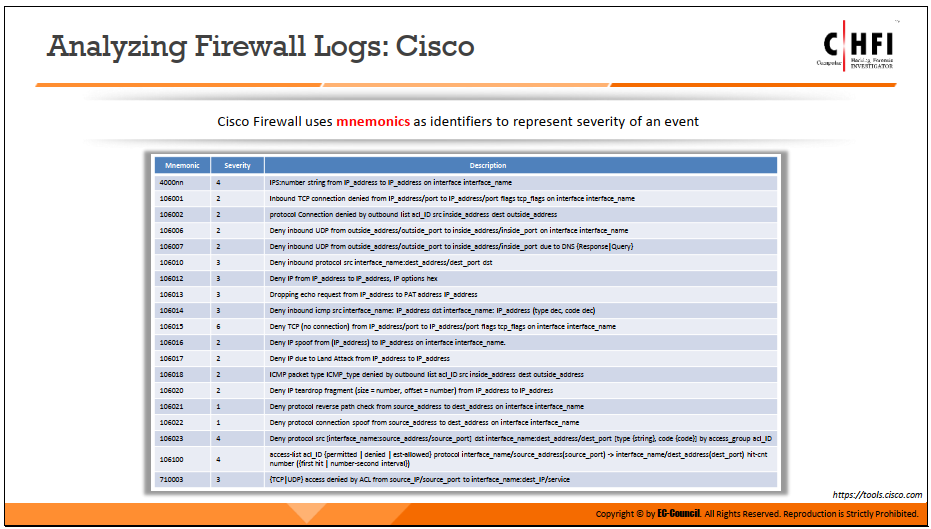 Analyzing Firewall Logs: Cisco
CHFI
Computer Hacking Forensic
INVESTIGATOR
Cisco Firewall uses mnemonics as identifiers to represent severity of an event
Mnemonic Severity Description
4000nn 4 IPS:number string from IP_address to IP_address on interface interface_name
106001 2 Inbound TCP connection denied from IP_address/port to IP_address/port flags tcp_flags on interface interface_name
106002 2 protocol Connection denied by outbound list acl_ID src inside_address dest outside_address
106006 2 Deny inbound UDP from outside_address/outside_port to inside_address/inside_port on interface interface_name
106007 2 Deny inbound UDP from outside_address/outside_port to inside_address/inside_port due to DNS {Response|Query}
106010 3 Deny inbound protocol src interface_name:dest_address/dest_port dst
106012 3 Deny IP from IP_address to IP_address, IP options hex
106013 3 Dropping echo request from IP_address to PAT address IP_address
106014 3 Deny inbound icmp src interface_name: IP_address dst interface_name: IP_address (type dec, code dec)
106015 6 Deny TCP (no connection) from IP_address/port to IP_address/port flags tcp_flags on interface interface_name
106016 2 Deny IP spoof from (IP_address) to IP_address on interface interface_name.
106017 2 Deny IP due to Land Attack from IP_address to IP_address
106018 2 ICMP packet type ICMP_type denied by outbound list acl_ID src inside_address dest outside_address
106020 2 Deny IP teardrop fragment (size = number, offset = number) from IP_address to IP_address
106021 1 Deny protocol reverse path check from source_address to dest_address on interface interface_name
106022 1 Deny protocol connection spoof from source_address to dest_address on interface interface_name
106023 4 Deny protocol src [interface_name:source_address/source_port] dst interface_name:dest_address/dest_port [type {string}, code {code}] by access_group acl_ID
106100 4 access-list acl_ID {permitted | denied | est-allowed} protocol interface_name/source_address(source_port) -> interface_name/dest_address(dest_port) hit-cnt
number ({first hit | number-second interval})
710003 3 {TCP|UDP} access denied by ACL from source_IP/source_port to interface_name:dest_IP/service
https://tools.cisco.com
Copyright © by EC-Council. All Rights Reserved. Reproduction is Strictly Prohibited.